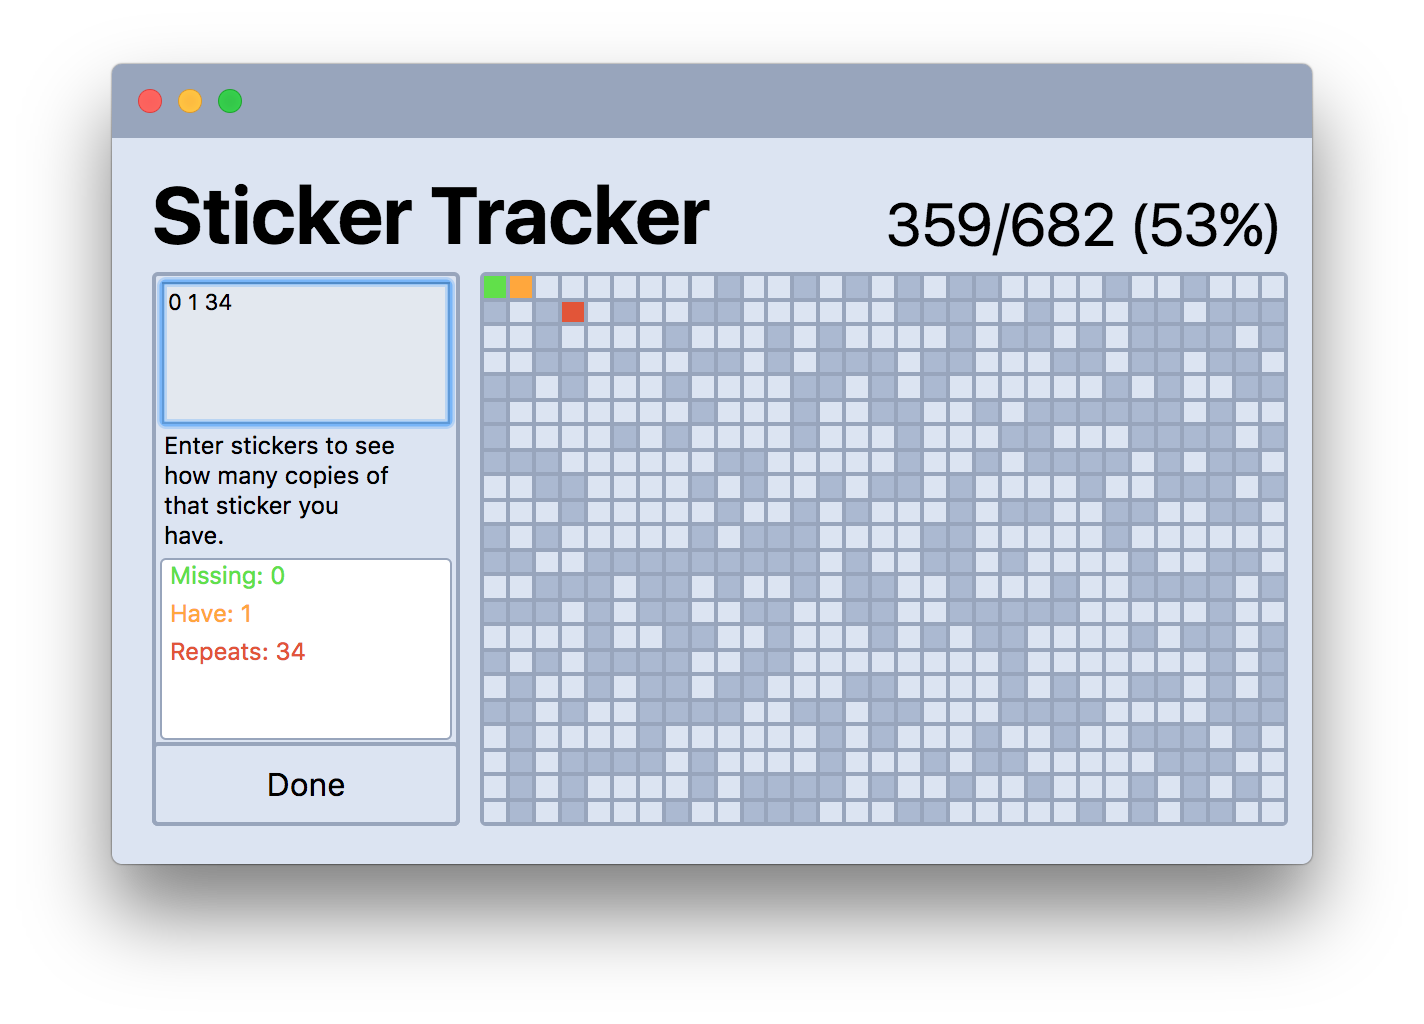 Sticker Tracker
359/682 (53%)
0 1 34
Enter stickers to see
how many copies of
that sticker you
have.
Missing: 0
Have: 1
Repeats: 34
Done